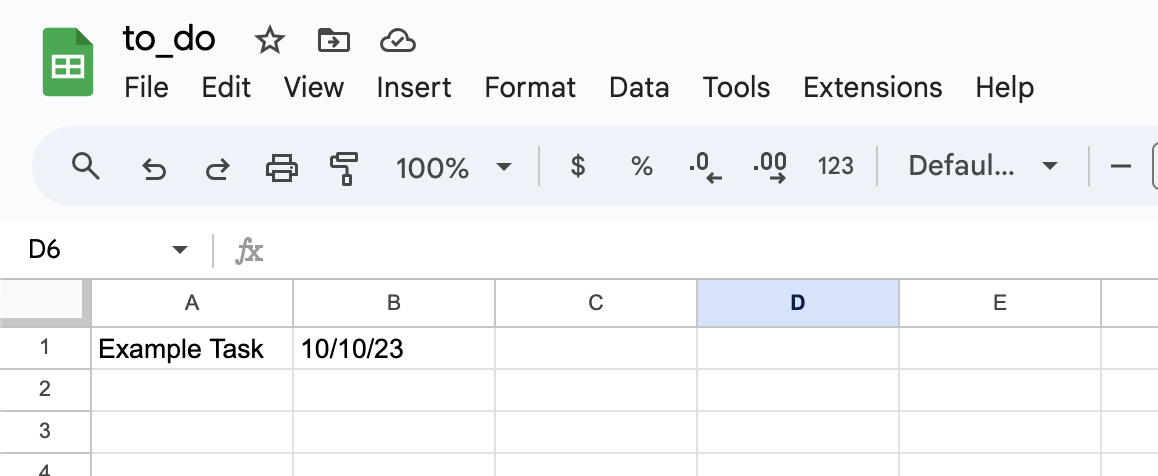 to_do
File Edit View Insert Format Data Tools Extensions Help
100% $ % .0 .00 123 Defaul...
D6 fx
A B C D E
1 Example Task 10/10/23
2
3
4